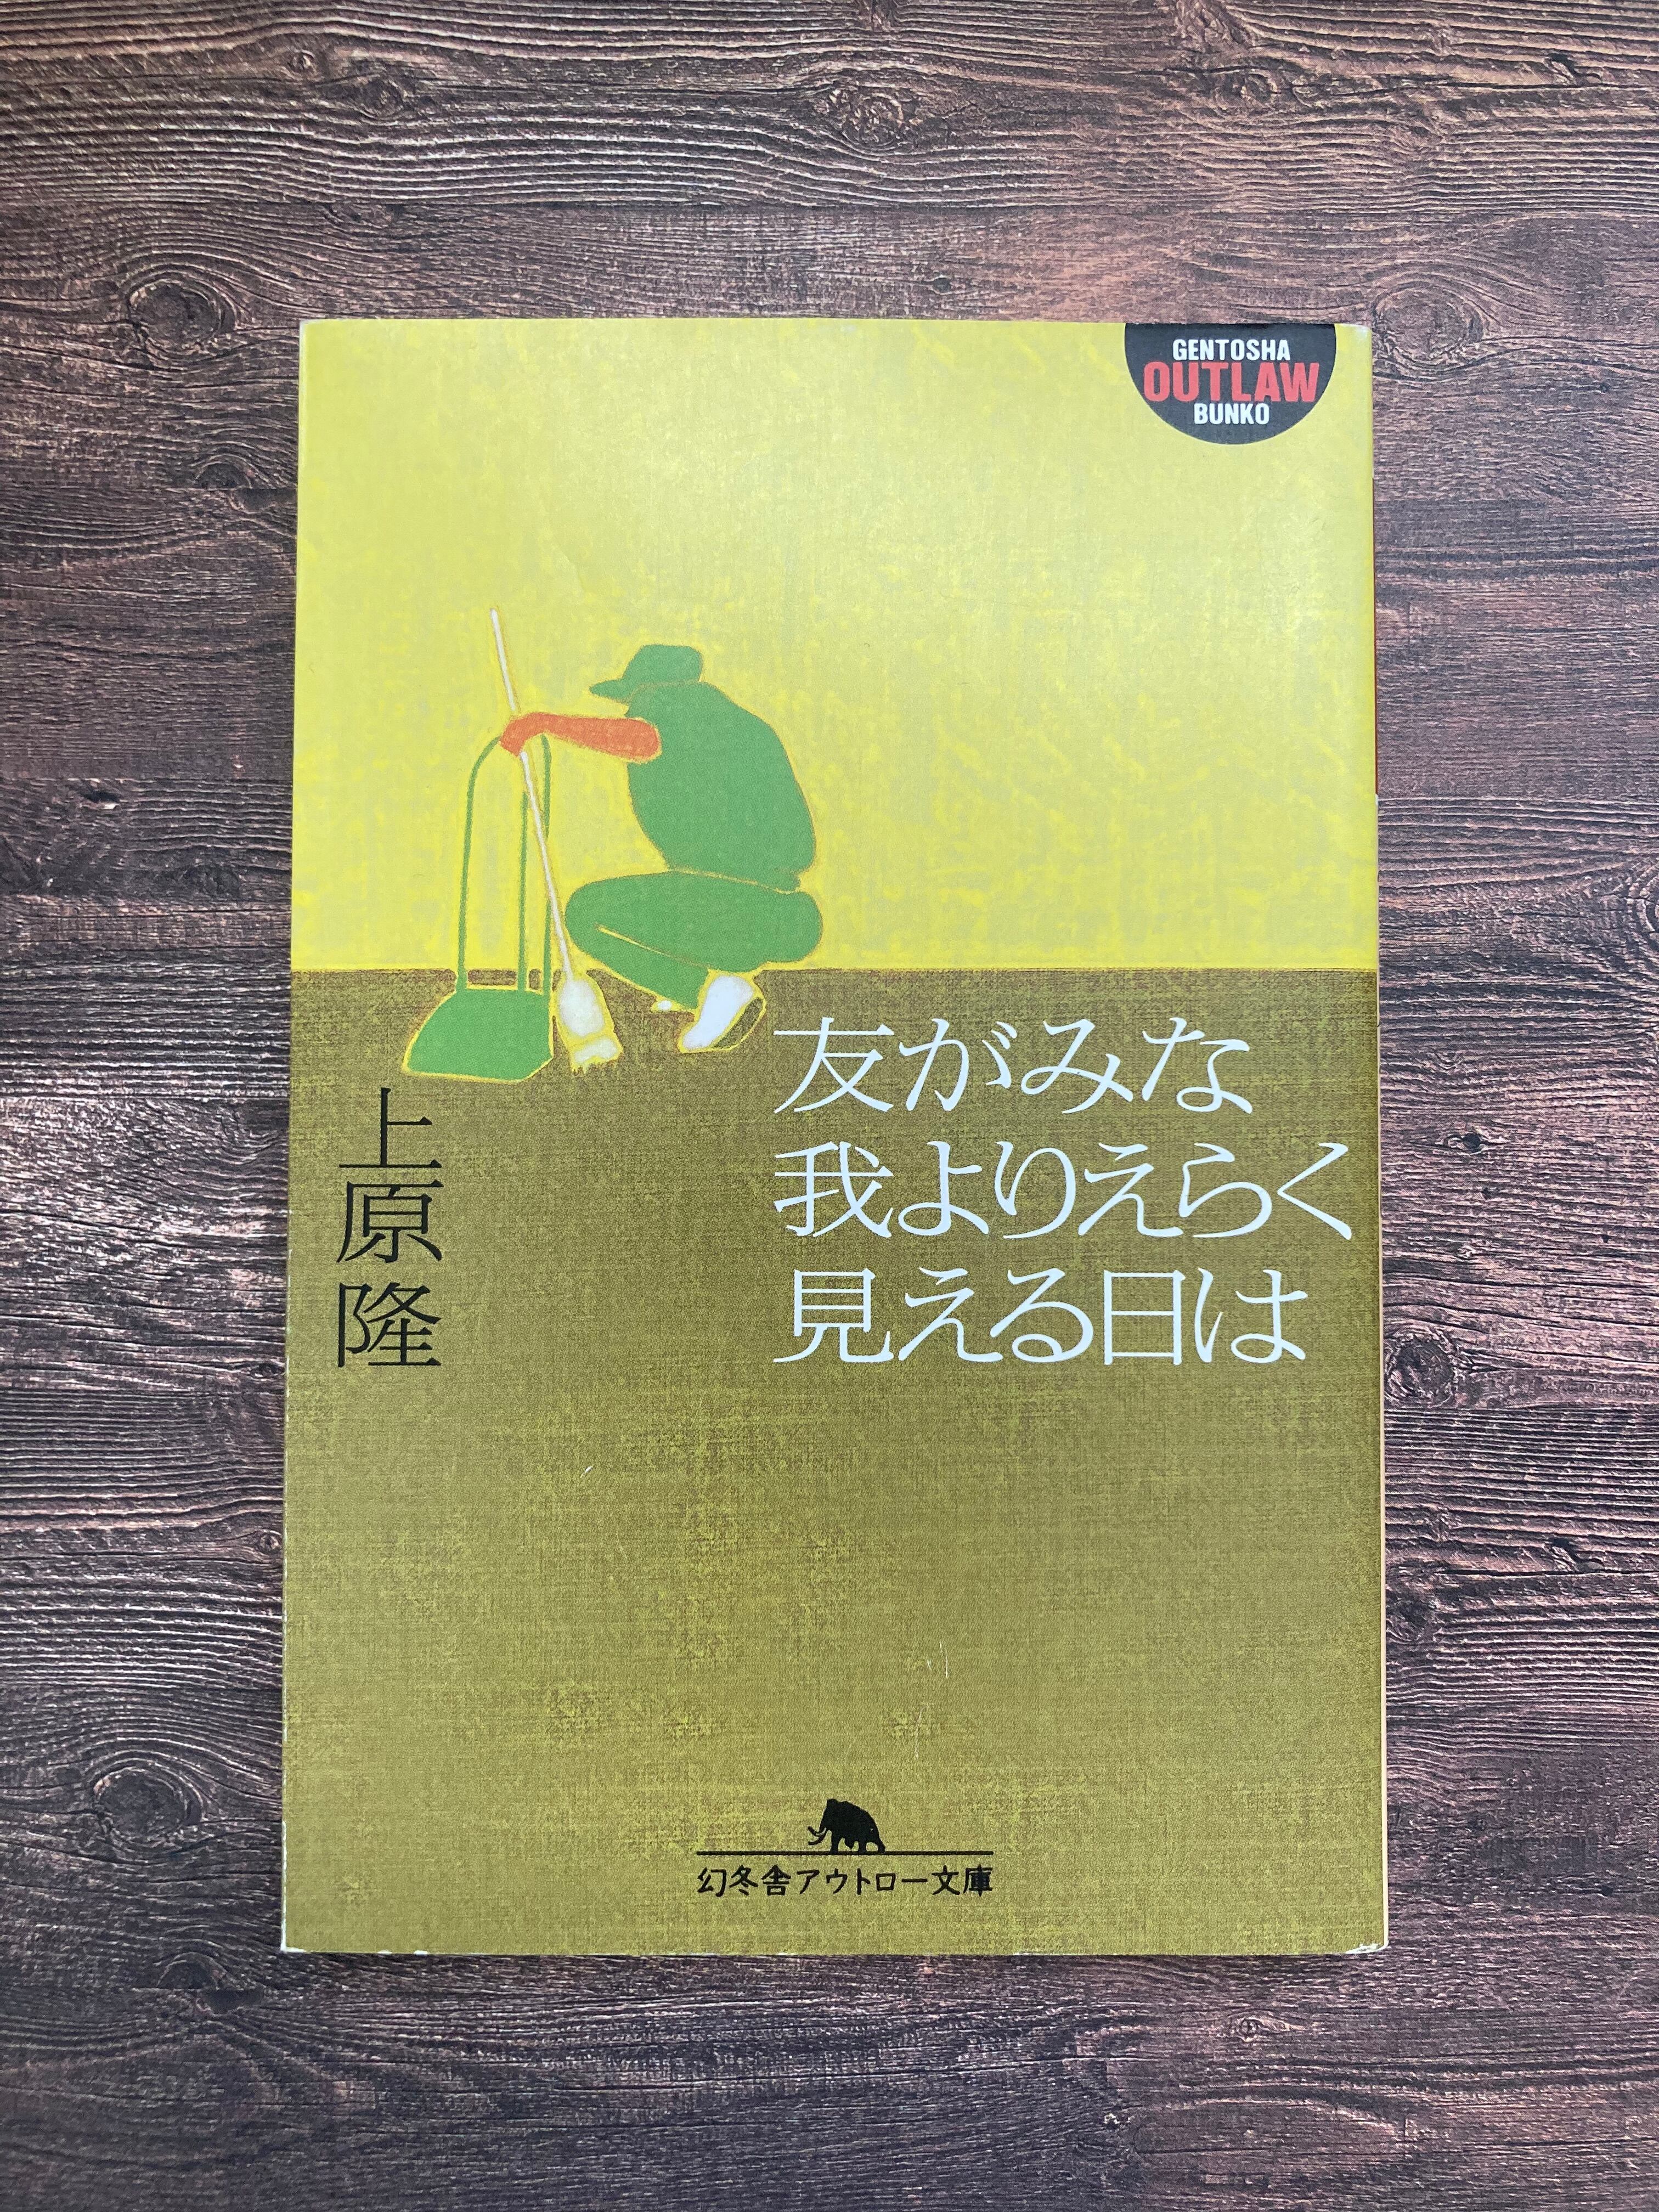 GENTOSHA
OUTLAW
BUNKO
友がみな
我よりえらく
見える日は
上原隆
幻冬舎アウトロー文庫